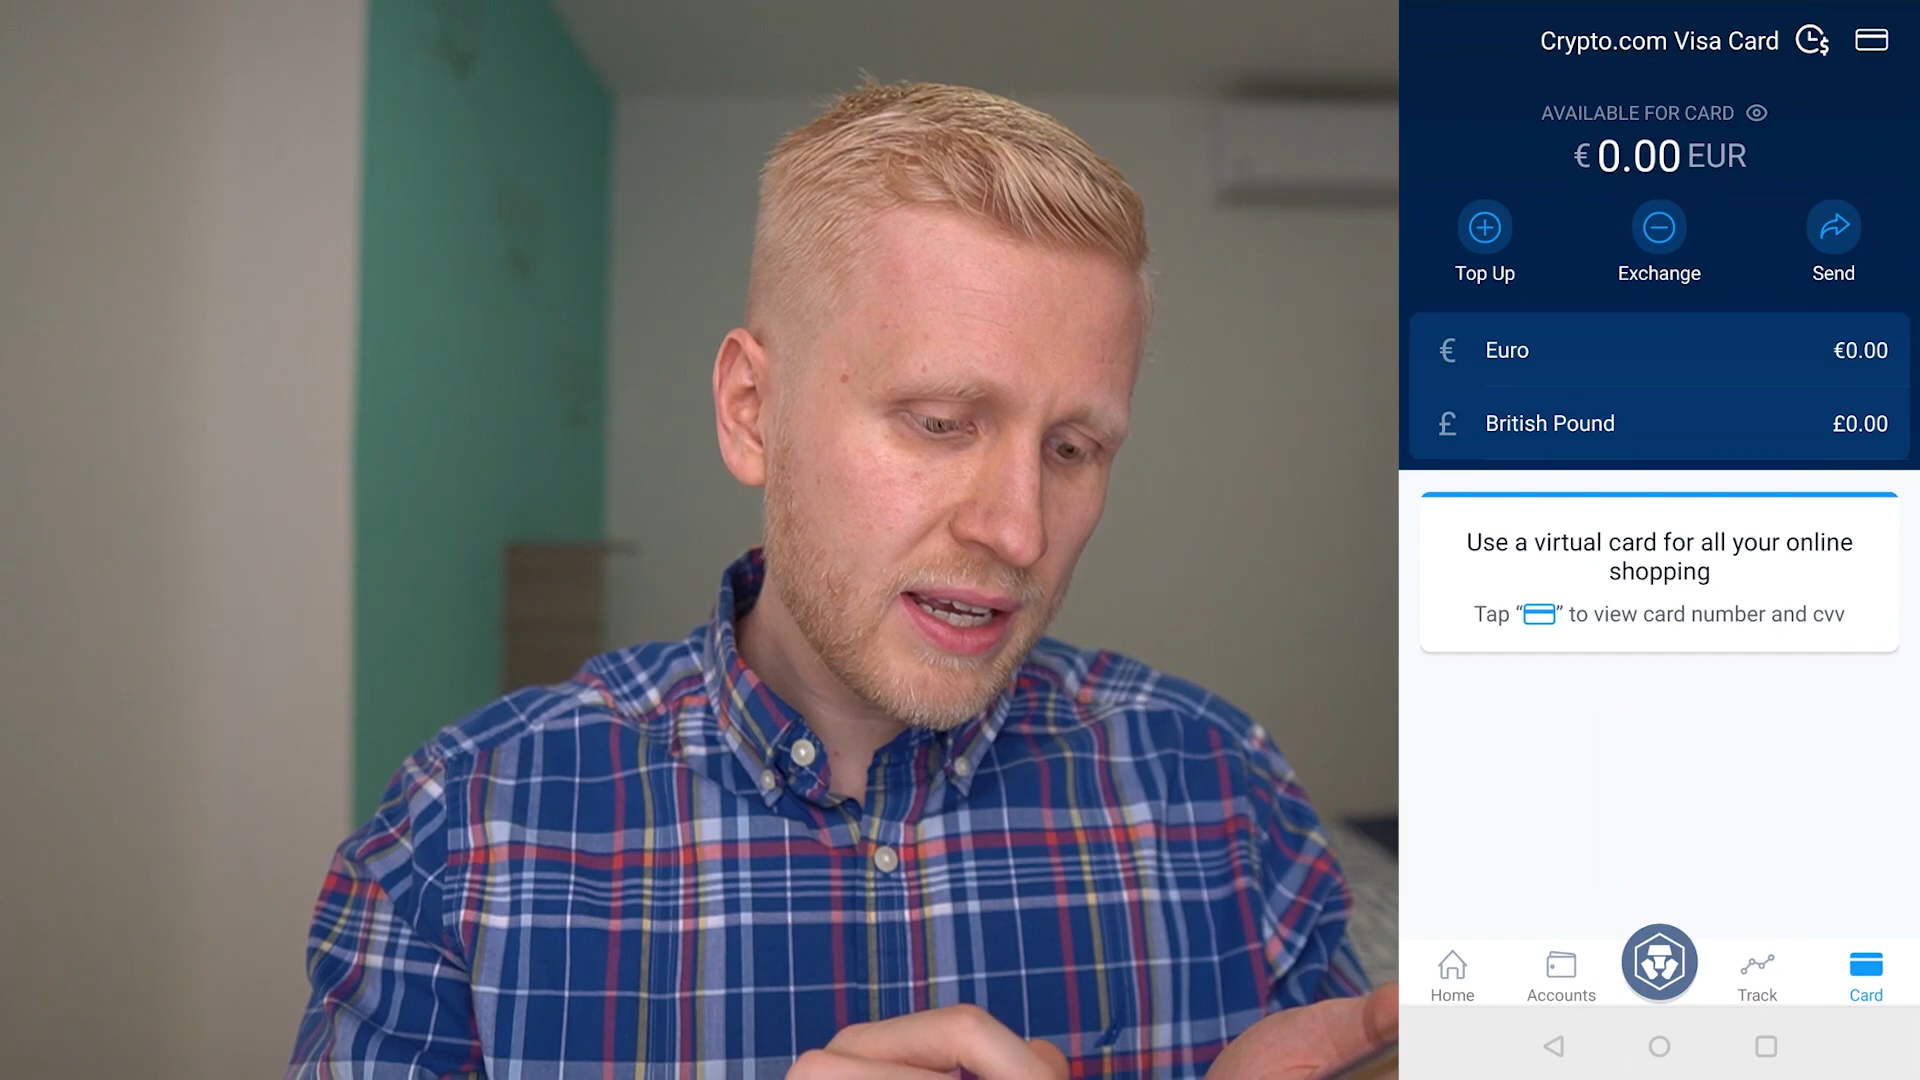 Crypto.com Visa Card
AVAILABLE FOR CARD
€ 0.00 EUR
Top Up
Exchange
Send
€ Euro €0.00
£ British Pound £0.00
Use a virtual card for all your online
shopping
Tap “ ” to view card number and cvv
Home
Accounts
Track
Card